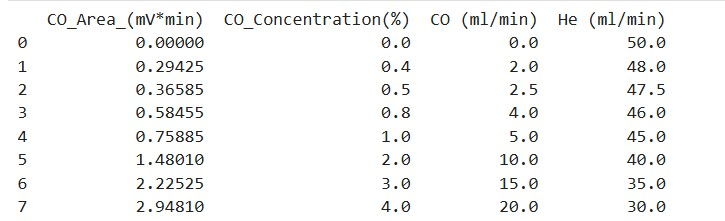 CO_Area_(mV*min) CO_Concentration(%) CO (ml/min) He (ml/min)
0 0.00000 0.0 0.0 50.0
1 0.29425 0.4 2.0 48.0
2 0.36585 0.5 2.5 47.5
3 0.58455 0.8 4.0 46.0
4 0.75885 1.0 5.0 45.0
5 1.48010 2.0 10.0 40.0
6 2.22525 3.0 15.0 35.0
7 2.94810 4.0 20.0 30.0